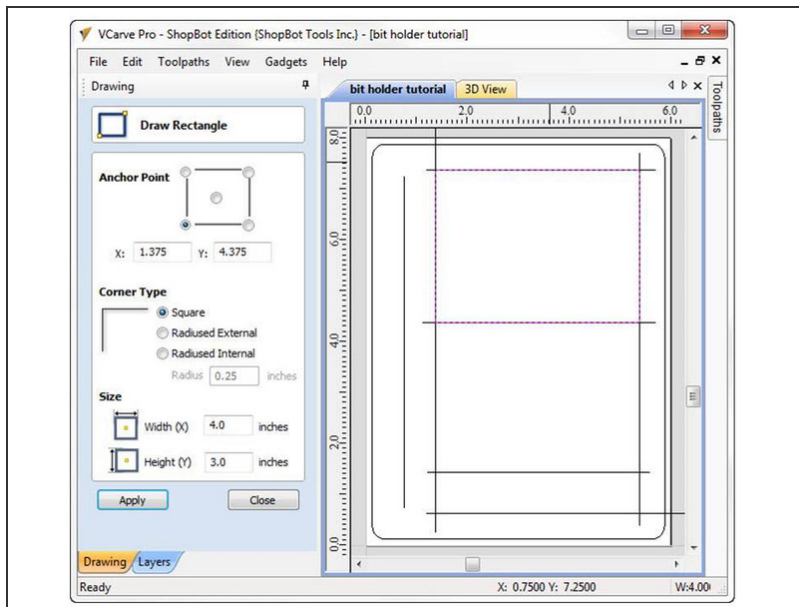 VCarve Pro - ShopBot Edition {ShopBot Tools Inc.} - [bit holder tutorial]
File Edit Toolpaths View Gadgets Help
Drawing
bit holder tutorial 3D View
Toolpaths
Draw Rectangle
0.0 2.0 4.0 6.0
8.0
6.0
4.0
2.0
0.0
Anchor Point
X: 1.375 Y: 4.375
Corner Type
Square
Radiused External
Radiused Internal
Radius 0.25 inches
Size
Width (X) 4.0 inches
Height (Y) 3.0 inches
Apply Close
Drawing Layers
Ready X: 0.7500 Y: 7.2500